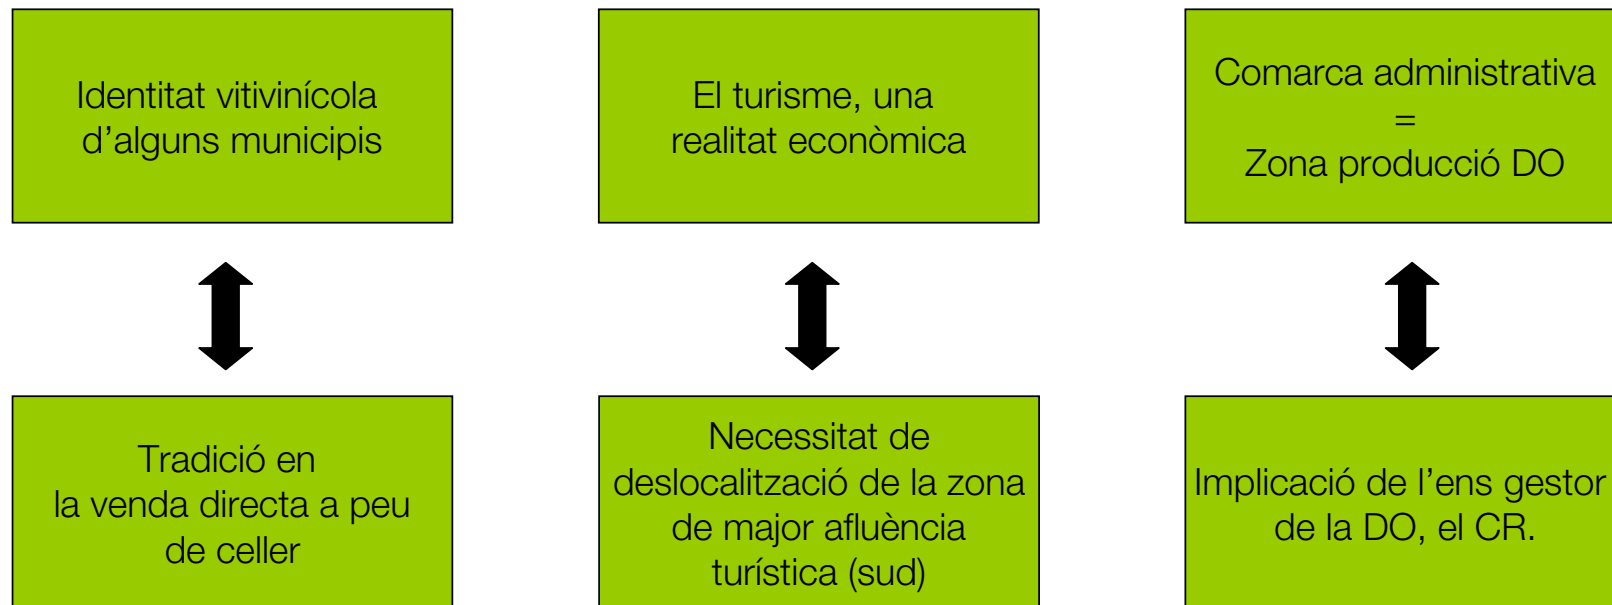 Identitat vitivinícola
d’alguns municipis
El turisme, una
realitat econòmica
Comarca administrativa
=
Zona producció DO
Tradició en
la venda directa a peu
de celler
Necessitat de
deslocalització de la zona
de major afluència
turística (sud)
Implicació de l’ens gestor
de la DO, el CR.